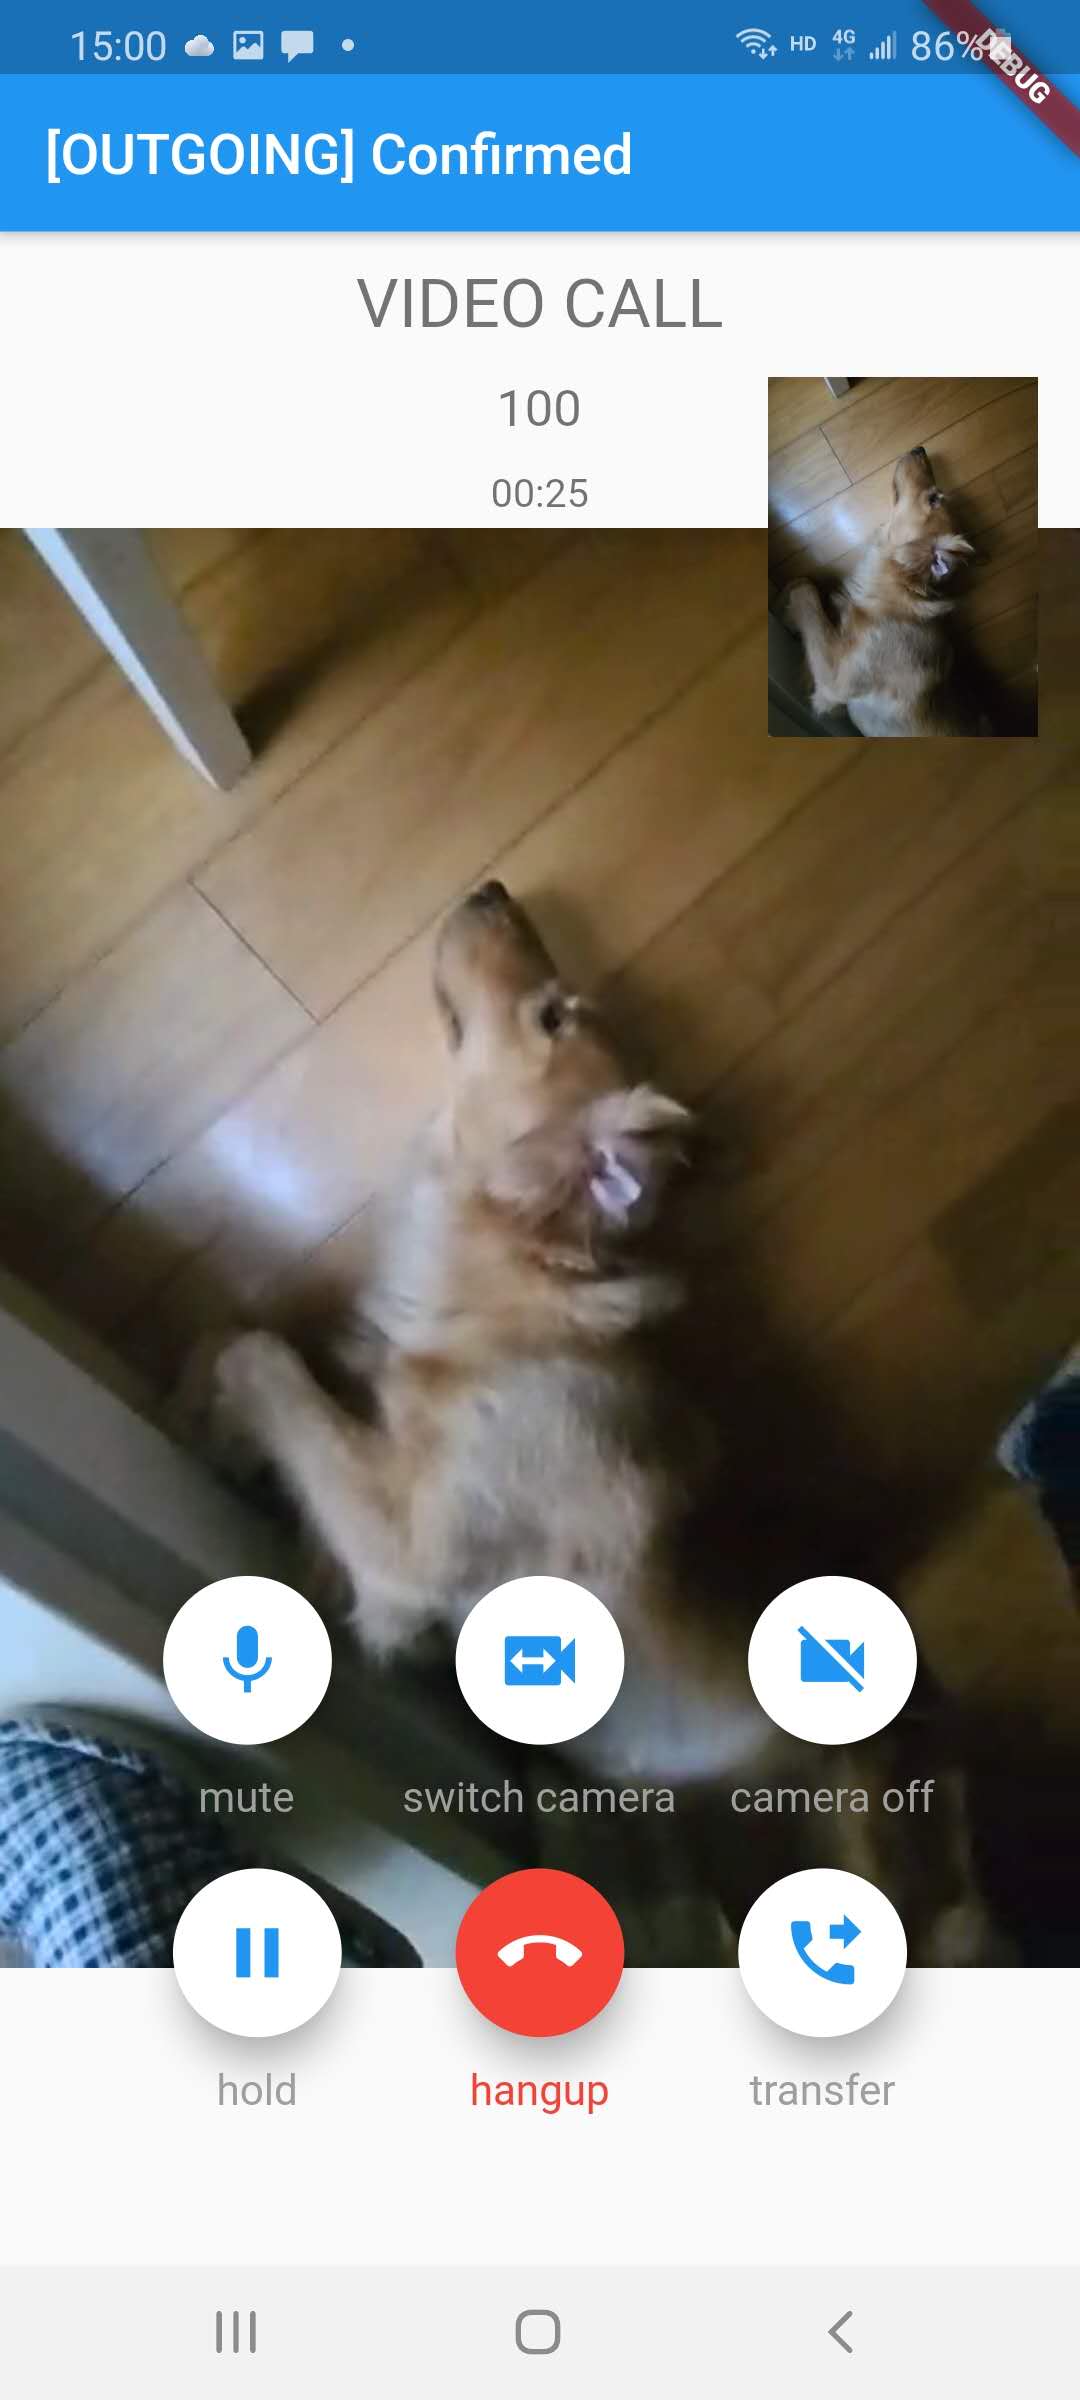 15:00 HD 4G 86%
DEBUG
[OUTGOING] Confirmed
VIDEO CALL
100
00:25
mute switch camera camera off
hold hangup transfer